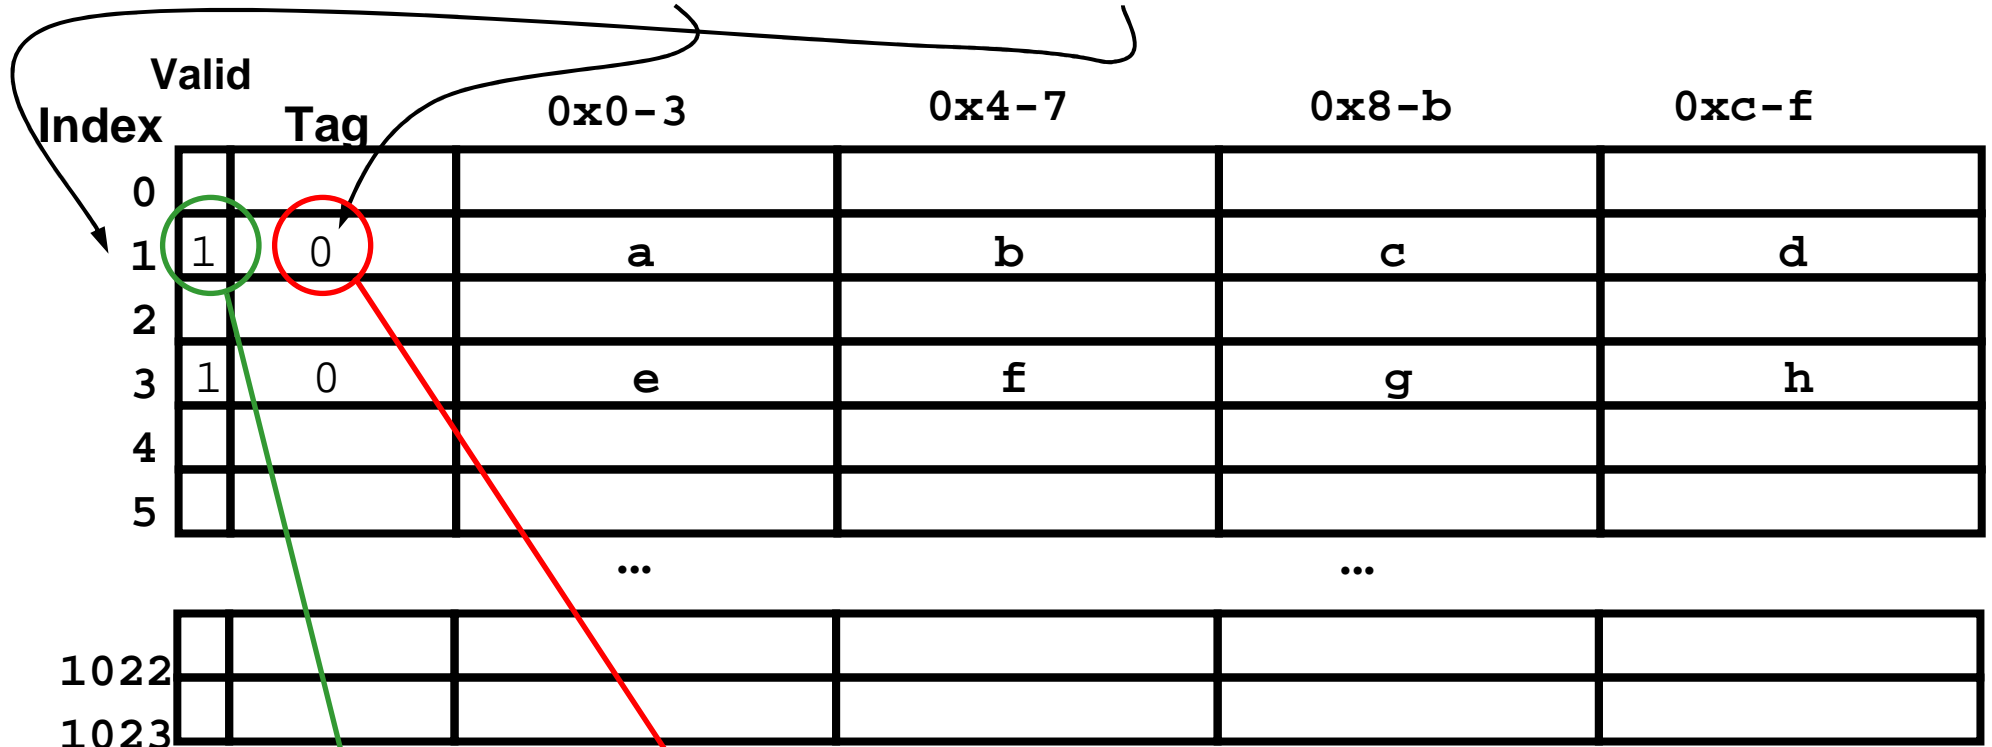 Valid
Index Tag 0x0-3 0x4-7 0x8-b 0xc-f
0
1 1 0 a b c d
2
3 1 0 e f g h
4
5
... ...
1022
1023